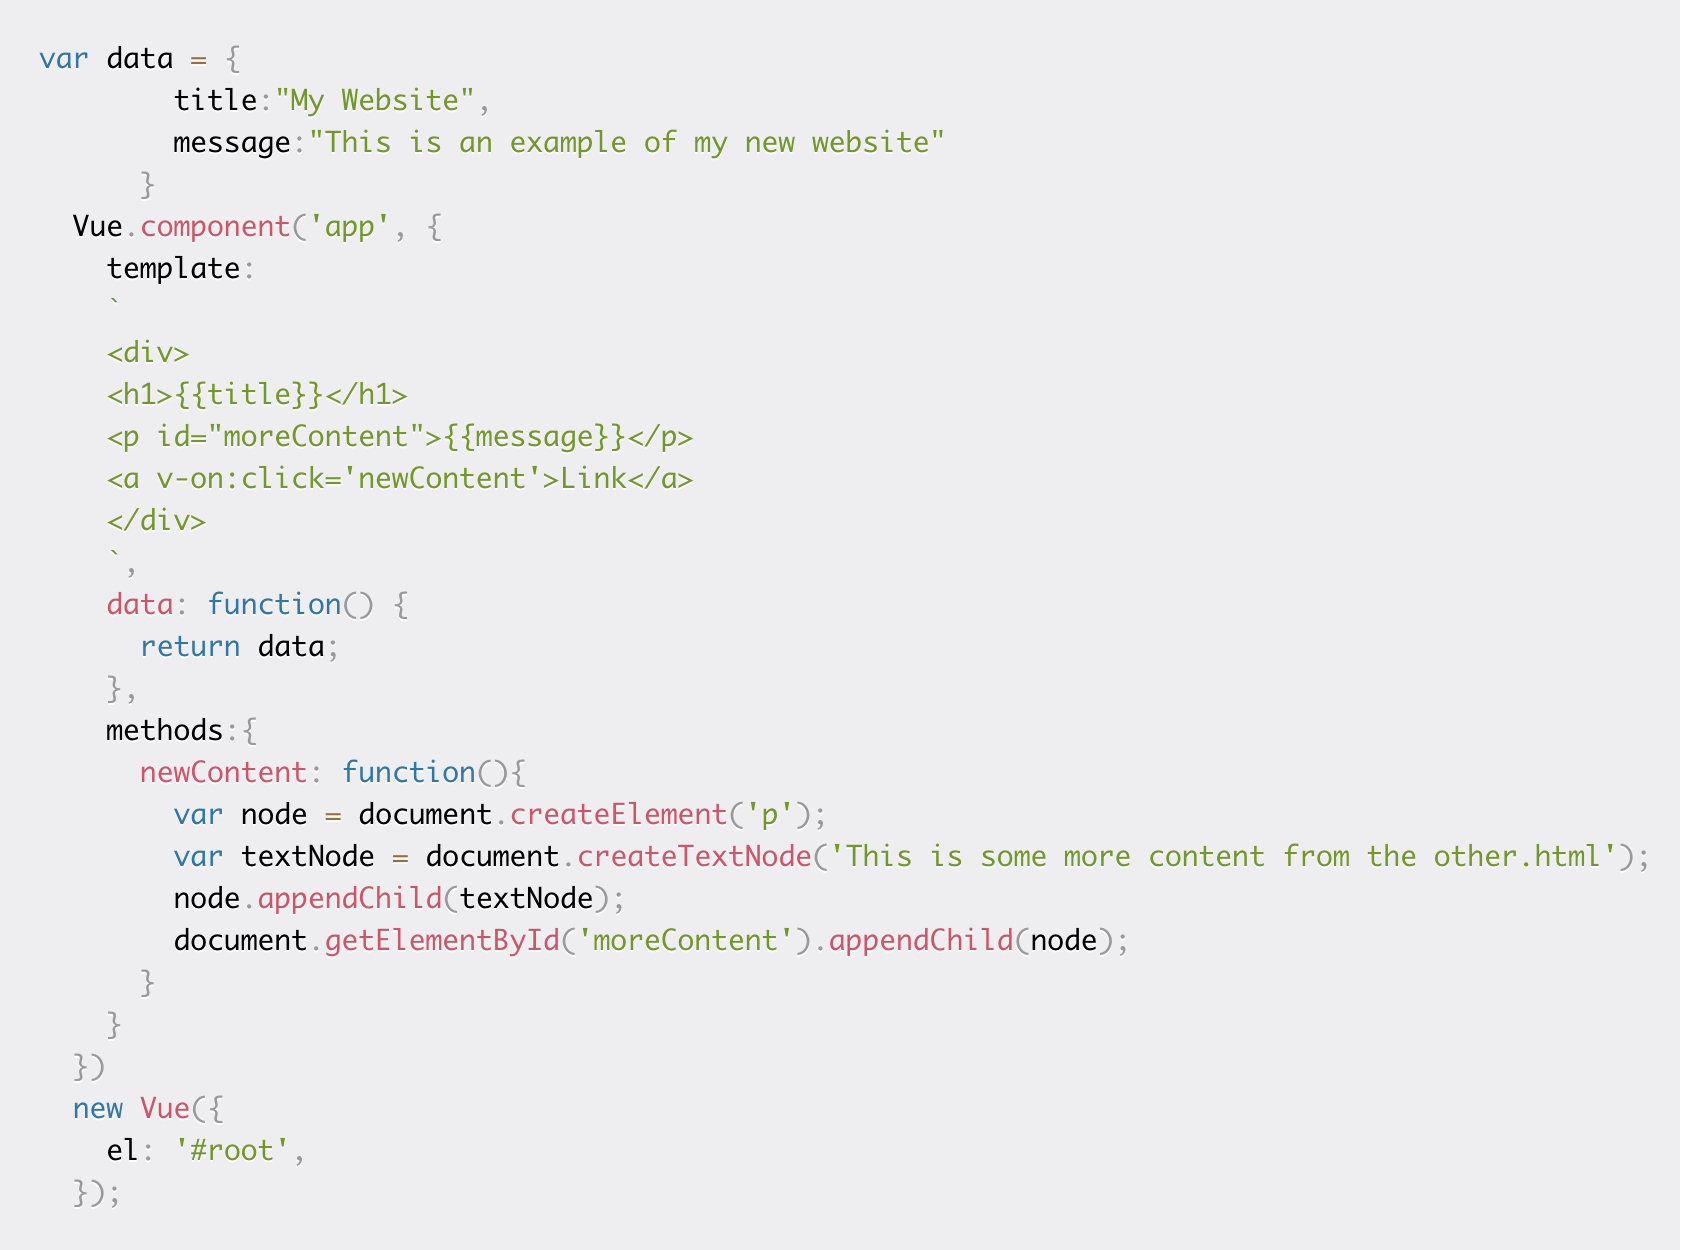 var data = {
        title:"My Website",
        message:"This is an example of my new website"
      }
  Vue.component('app', {
    template:
    `
    <div>
    <h1>{{title}}</h1>
    <p id="moreContent">{{message}}</p>
    <a v-on:click='newContent'>Link</a>
    </div>
    `,
    data: function() {
      return data;
    },
    methods:{
      newContent: function(){
        var node = document.createElement('p');
        var textNode = document.createTextNode('This is some more content from the other.html');
        node.appendChild(textNode);
        document.getElementById('moreContent').appendChild(node);
      }
    }
  })
  new Vue({
    el: '#root',
  });